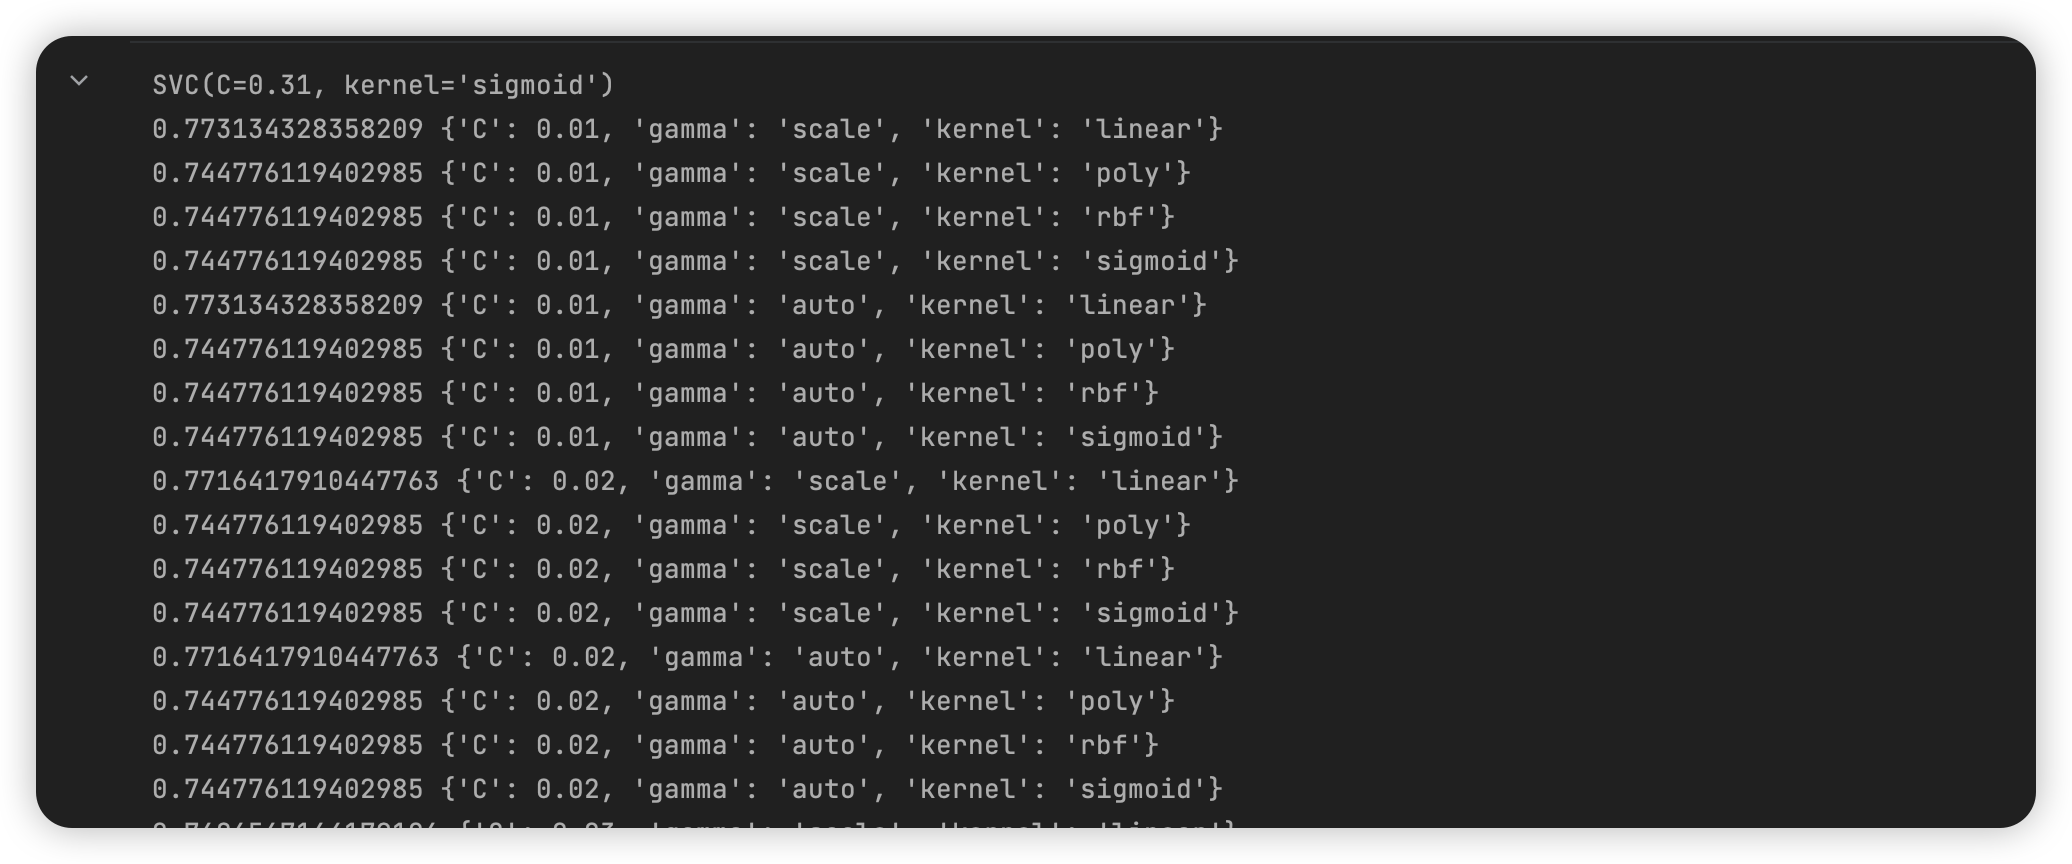 SVC(C=0.31, kernel='sigmoid')
0.773134328358209 {'C': 0.01, 'gamma': 'scale', 'kernel': 'linear'}
0.744776119402985 {'C': 0.01, 'gamma': 'scale', 'kernel': 'poly'}
0.744776119402985 {'C': 0.01, 'gamma': 'scale', 'kernel': 'rbf'}
0.744776119402985 {'C': 0.01, 'gamma': 'scale', 'kernel': 'sigmoid'}
0.773134328358209 {'C': 0.01, 'gamma': 'auto', 'kernel': 'linear'}
0.744776119402985 {'C': 0.01, 'gamma': 'auto', 'kernel': 'poly'}
0.744776119402985 {'C': 0.01, 'gamma': 'auto', 'kernel': 'rbf'}
0.744776119402985 {'C': 0.01, 'gamma': 'auto', 'kernel': 'sigmoid'}
0.7716417910447763 {'C': 0.02, 'gamma': 'scale', 'kernel': 'linear'}
0.744776119402985 {'C': 0.02, 'gamma': 'scale', 'kernel': 'poly'}
0.744776119402985 {'C': 0.02, 'gamma': 'scale', 'kernel': 'rbf'}
0.744776119402985 {'C': 0.02, 'gamma': 'scale', 'kernel': 'sigmoid'}
0.7716417910447763 {'C': 0.02, 'gamma': 'auto', 'kernel': 'linear'}
0.744776119402985 {'C': 0.02, 'gamma': 'auto', 'kernel': 'poly'}
0.744776119402985 {'C': 0.02, 'gamma': 'auto', 'kernel': 'rbf'}
0.744776119402985 {'C': 0.02, 'gamma': 'auto', 'kernel': 'sigmoid'}